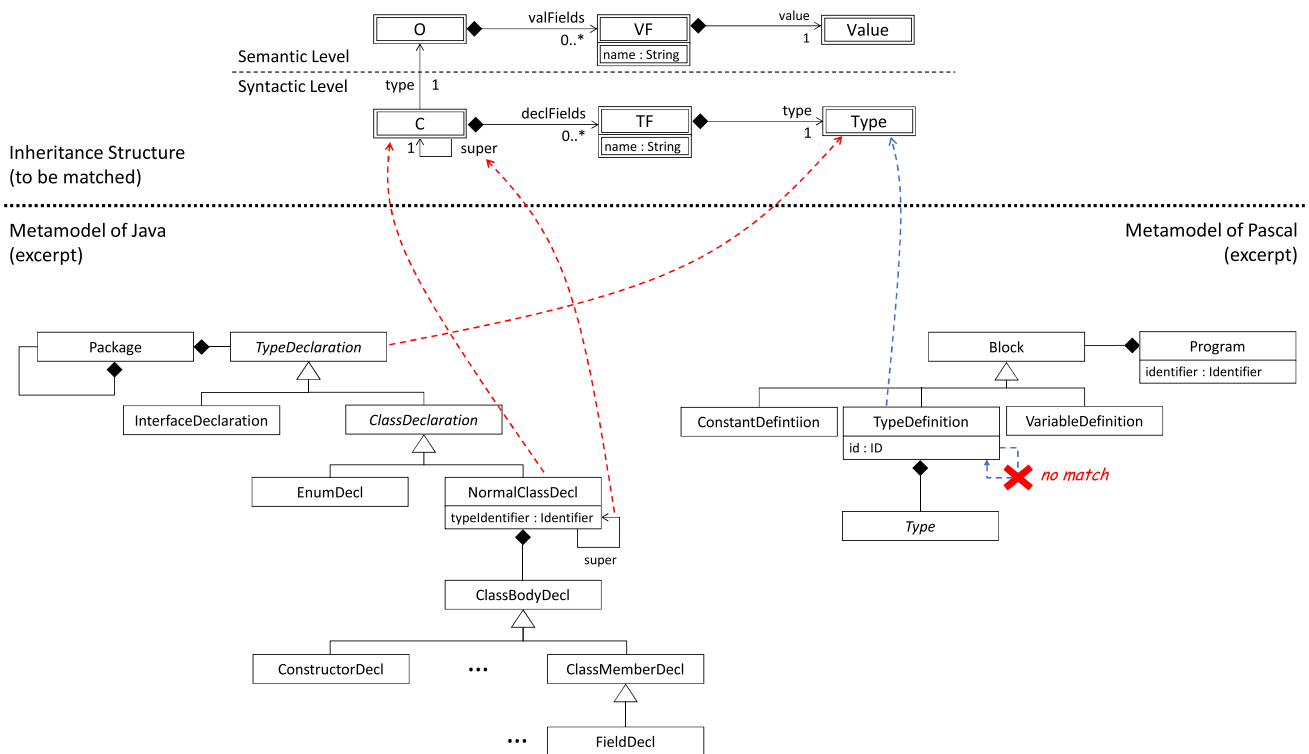 O
valFields
0..*
VF
name : String
value
1
Value
Semantic Level
Syntactic Level
type
1
C
declFields
0..*
TF
name : String
type
1
Type
1
super
Inheritance Structure
(to be matched)
Metamodel of Java
(excerpt)
Metamodel of Pascal
(excerpt)
Package
TypeDeclaration
InterfaceDeclaration
ClassDeclaration
EnumDecl
NormalClassDecl
typeIdentifier : Identifier
super
ClassBodyDecl
ConstructorDecl
...
ClassMemberDecl
...
FieldDecl
Block
Program
identifier : Identifier
ConstantDefintiion
TypeDefinition
id : ID
VariableDefinition
no match
Type